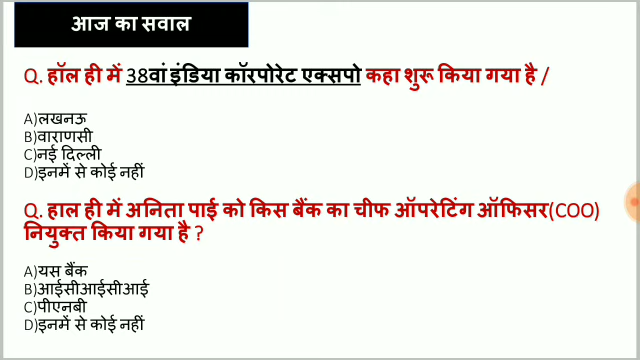 आज का सवाल
Q. हॉल ही में 38वां इंडिया कॉरपोरेट एक्सपो कहा शुरू किया गया है /
A)लखनऊ
B)वाराणसी
C)नई दिल्ली
D)इनमें से कोई नहीं
Q. हाल ही में अनिता पाई को किस बैंक का चीफ ऑपरेटिंग ऑफिसर(COO)
नियुक्त किया गया है ?
A)यस बैंक
B)आईसीआईसीआई
C)पीएनबी
D)इनमें से कोई नहीं